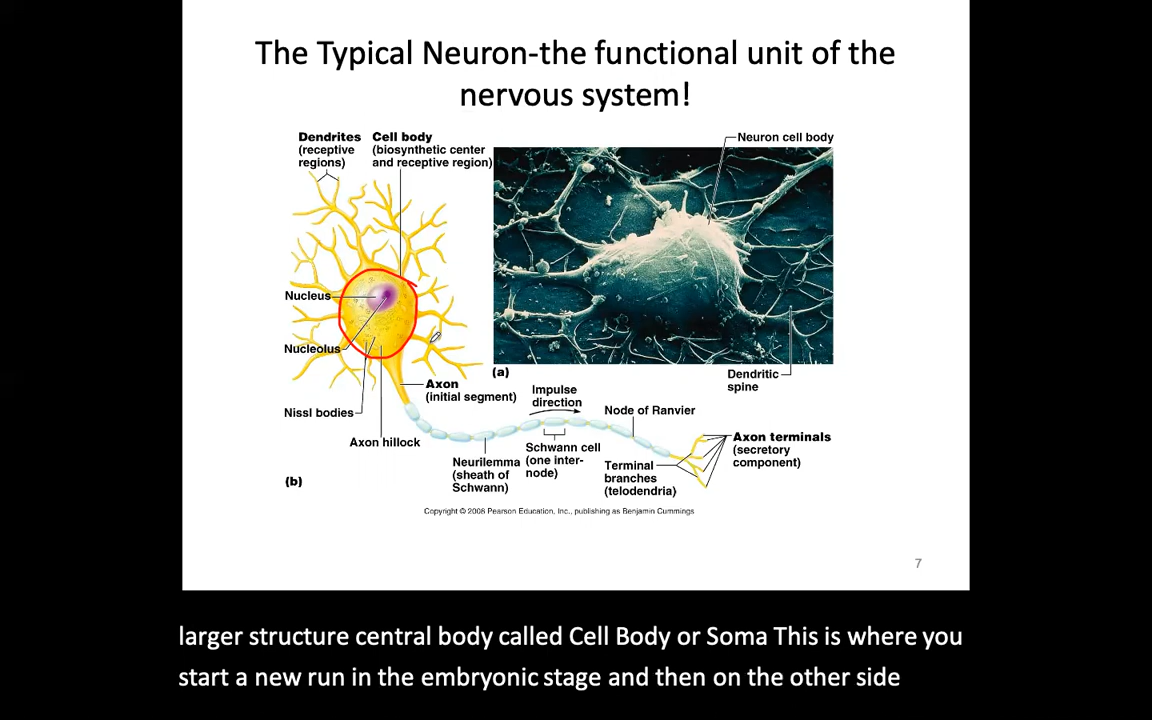 The Typical Neuron-the functional unit of the
nervous system!
Dendrites
(receptive
regions)
Cell body
(biosynthetic center
and receptive region)
Neuron cell body
Nucleus
Nucleolus
Nissl bodies
Axon hillock
Axon
(initial segment)
(a)
Dendritic
spine
Impulse
direction
Node of Ranvier
Neurilemma
(sheath of
Schwann)
Schwann cell
(one inter-
node)
Terminal
branches
(telodendria)
Axon terminals
(secretory
component)
(b)
Copyright © 2008 Pearson Education, Inc., publishing as Benjamin Cummings
7
larger structure central body called Cell Body or Soma This is where you
start a new run in the embryonic stage and then on the other side